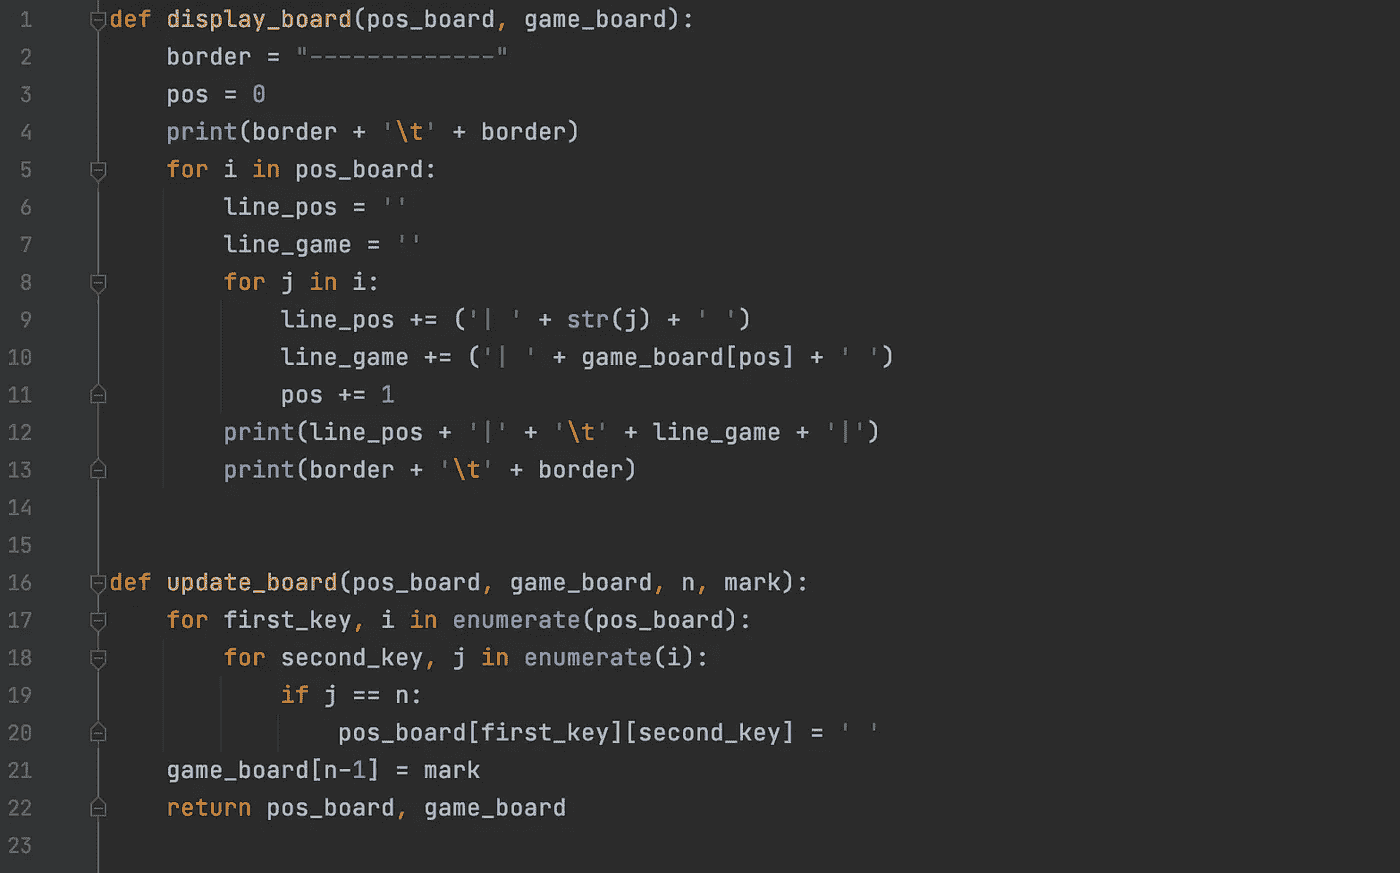 1 def display_board(pos_board, game_board):
2     border = "-------------"
3     pos = 0
4     print(border + '\t' + border)
5     for i in pos_board:
6         line_pos = ''
7         line_game = ''
8         for j in i:
9             line_pos += ('| ' + str(j) + ' ')
10             line_game += ('| ' + game_board[pos] + ' ')
11             pos += 1
12         print(line_pos + '|' + '\t' + line_game + '|')
13         print(border + '\t' + border)
14
15
16 def update_board(pos_board, game_board, n, mark):
17     for first_key, i in enumerate(pos_board):
18         for second_key, j in enumerate(i):
19             if j == n:
20                 pos_board[first_key][second_key] = ' '
21     game_board[n-1] = mark
22     return pos_board, game_board
23